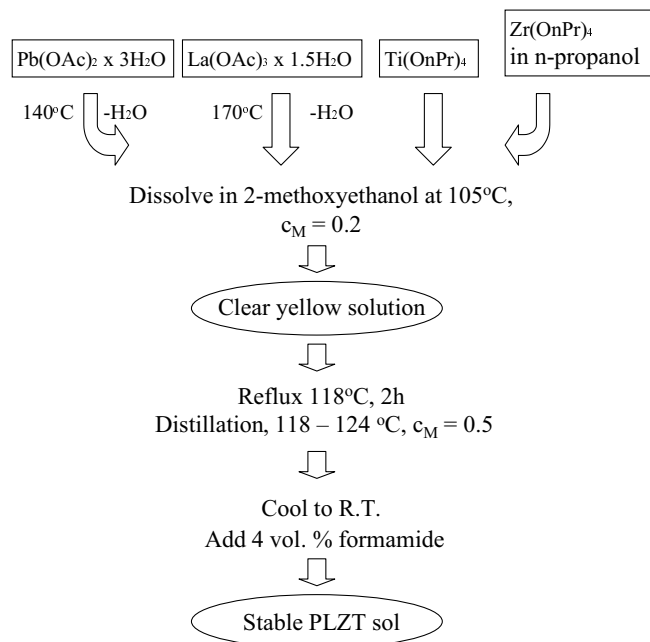 Pb(OAc)₂ x 3H₂O
La(OAc)₃ x 1.5H₂O
Ti(OnPr)₄
Zr(OnPr)₄
in n-propanol
140°C -H₂O
170°C -H₂O
Dissolve in 2-methoxyethanol at 105°C,
c_M = 0.2
Clear yellow solution
Reflux 118°C, 2h
Distillation, 118 – 124 °C, c_M = 0.5
Cool to R.T.
Add 4 vol. % formamide
Stable PLZT sol